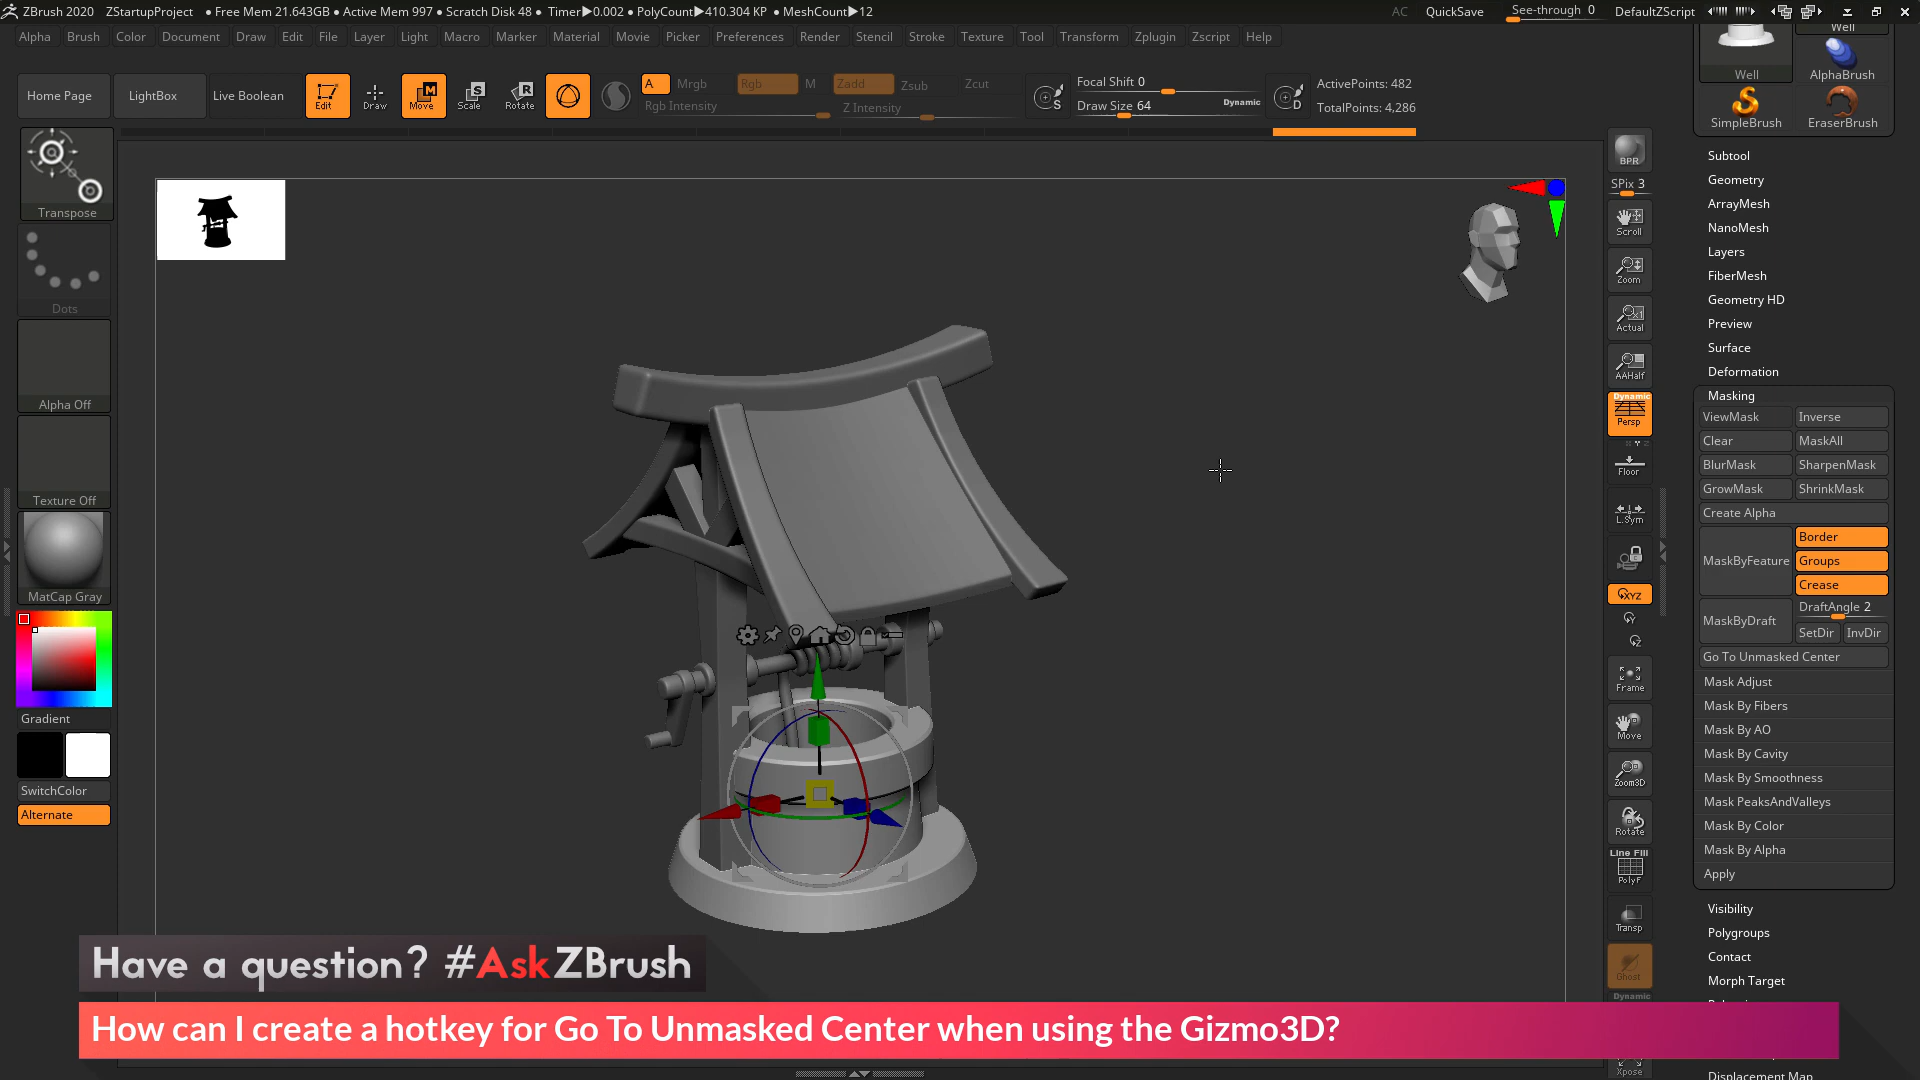 ZBrush 2020 ZStartupProject • Free Mem 21.643GB • Active Mem 997 • Scratch Disk 48 • Timer▶0.002 • PolyCount▶410.304 KP • MeshCount▶12 AC QuickSave See-through 0 DefaultZScript
Alpha Brush Color Document Draw Edit File Layer Light Macro Marker Material Movie Picker Preferences Render Stencil Stroke Texture Tool Transform Zplugin Zscript Help
Home Page LightBox Live Boolean Edit Draw Move Scale Rotate
A Mrgb Rgb M Zadd Zsub Zcut
Rgb Intensity Z Intensity
Focal Shift 0
Draw Size 64 Dynamic
ActivePoints: 482
TotalPoints: 4,286
Transpose
Dots
Alpha Off
Texture Off
MatCap Gray
Gradient
SwitchColor
Alternate
BPR
SPix 3
Scroll
Zoom
Actual
AAHalf
Dynamic
Persp
Floor
L.Sym
XYZ
Frame
Move
Zoom3D
Rotate
Line Fill
PolyF
Transp
Ghost
Dynamic
Xpose
Well
Well AlphaBrush
SimpleBrush EraserBrush
Subtool
Geometry
ArrayMesh
NanoMesh
Layers
FiberMesh
Geometry HD
Preview
Surface
Deformation
Masking
ViewMask Inverse
Clear MaskAll
BlurMask SharpenMask
GrowMask ShrinkMask
Create Alpha
MaskByFeature Border
Groups
Crease
MaskByDraft DraftAngle 2
SetDir InvDir
Go To Unmasked Center
Mask Adjust
Mask By Fibers
Mask By AO
Mask By Cavity
Mask By Smoothness
Mask PeaksAndValleys
Mask By Color
Mask By Alpha
Apply
Visibility
Polygroups
Contact
Morph Target
Displacement Map
Have a question? #AskZBrush
How can I create a hotkey for Go To Unmasked Center when using the Gizmo3D?